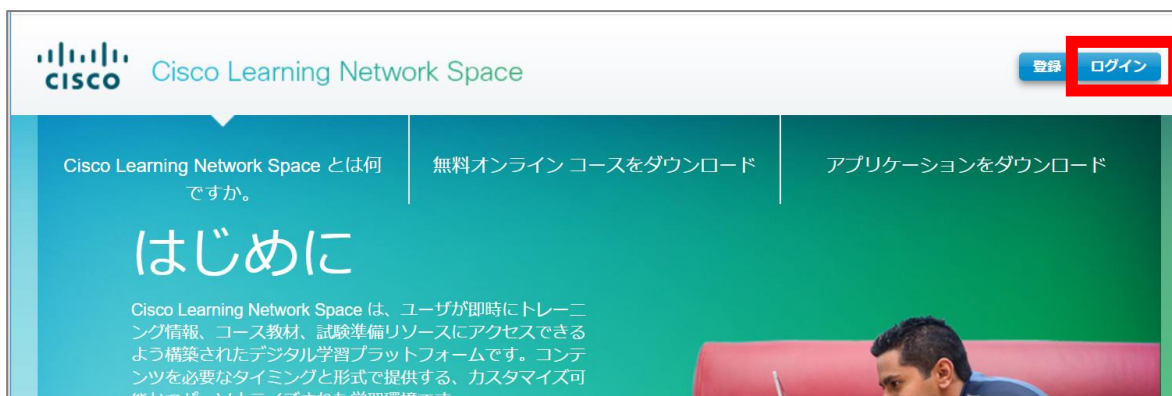 CISCO
Cisco Learning Network Space
登録
ログイン
Cisco Learning Network Space とは何
ですか。
無料オンライン コースをダウンロード
アプリケーションをダウンロード
はじめに
Cisco Learning Network Space は、ユーザが即時にトレーニ
ング情報、コース教材、試験準備リソースにアクセスできる
よう構築されたデジタル学習プラットフォームです。コンテ
ンツを必要なタイミングと形式で提供する、カスタマイズ可